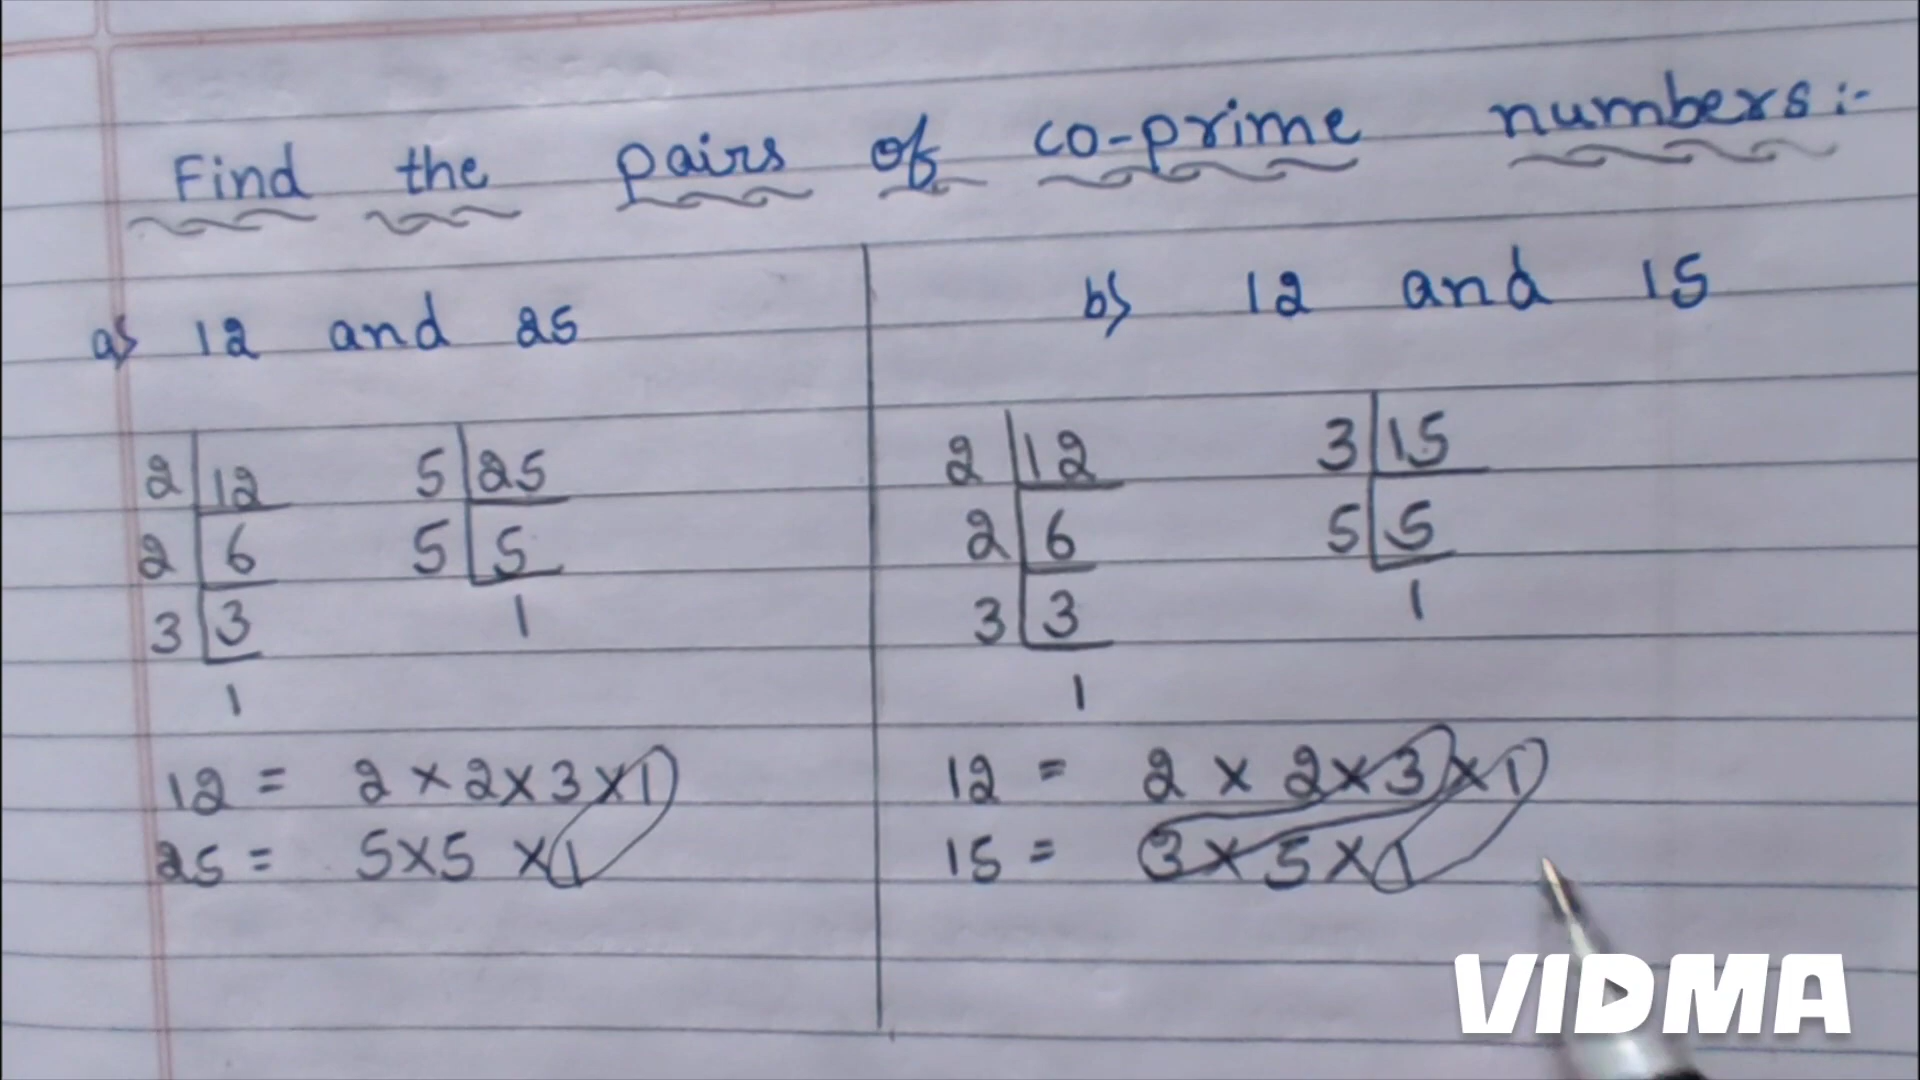 Find the pairs of co-prime numbers:-
a) 12 and 25
2 12
2 6
3 3
1
5 25
5 5
1
12 = 2 × 2 × 3 × 1
25 = 5 × 5 × 1
b) 12 and 15
2 12
2 6
3 3
1
3 15
5 5
1
12 = 2 × 2 × 3 × 1
15 = 3 × 5 × 1
VIDMA